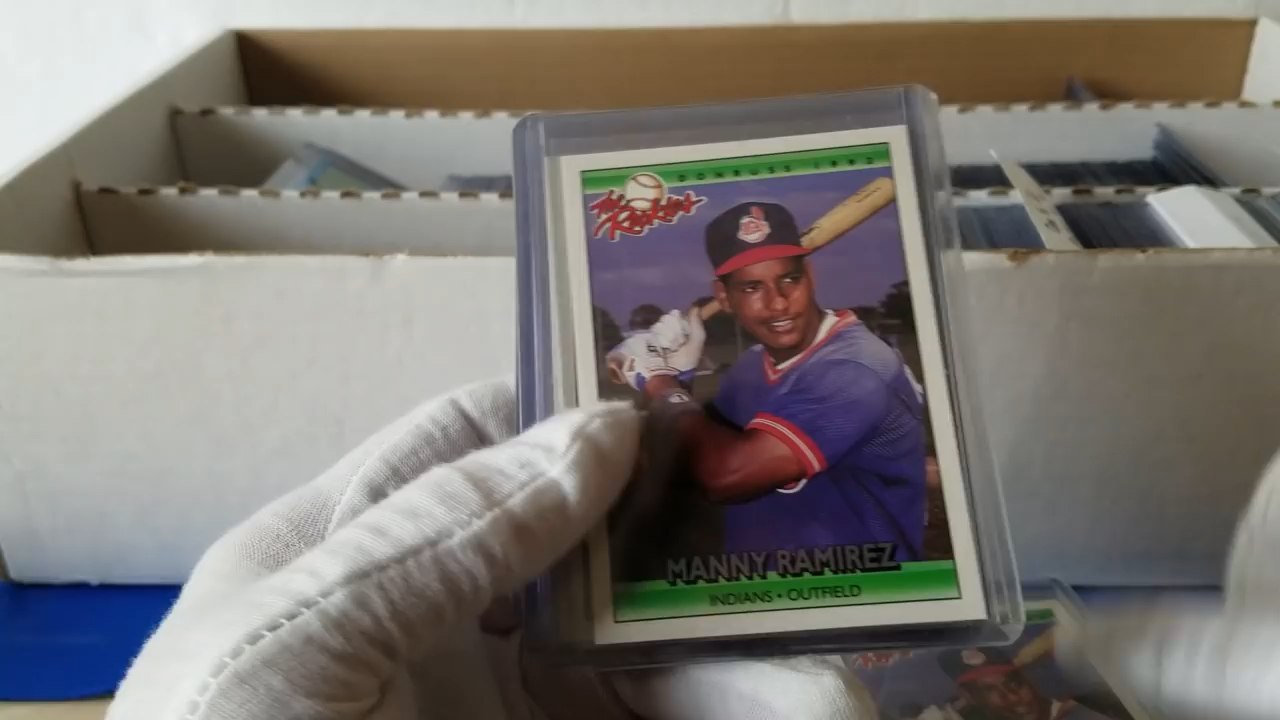 DONRUSS 1992
The Rookies
MANNY RAMIREZ
INDIANS • OUTFIELD